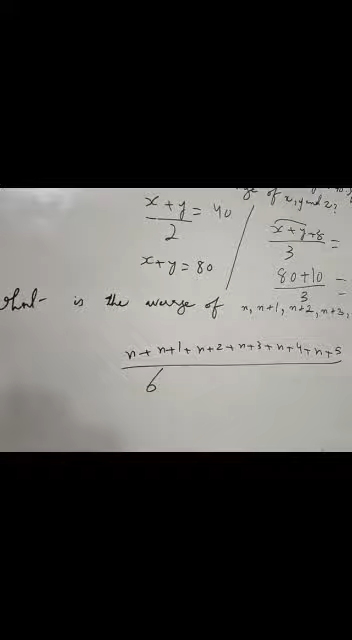 of x, y and z?
x+y/2 = 40
x+y+z/3 =
x+y = 80
80+10/3 =
is the average of n, n+1, n+2, n+3,
n+n+1+n+2+n+3+n+4+n+5
6